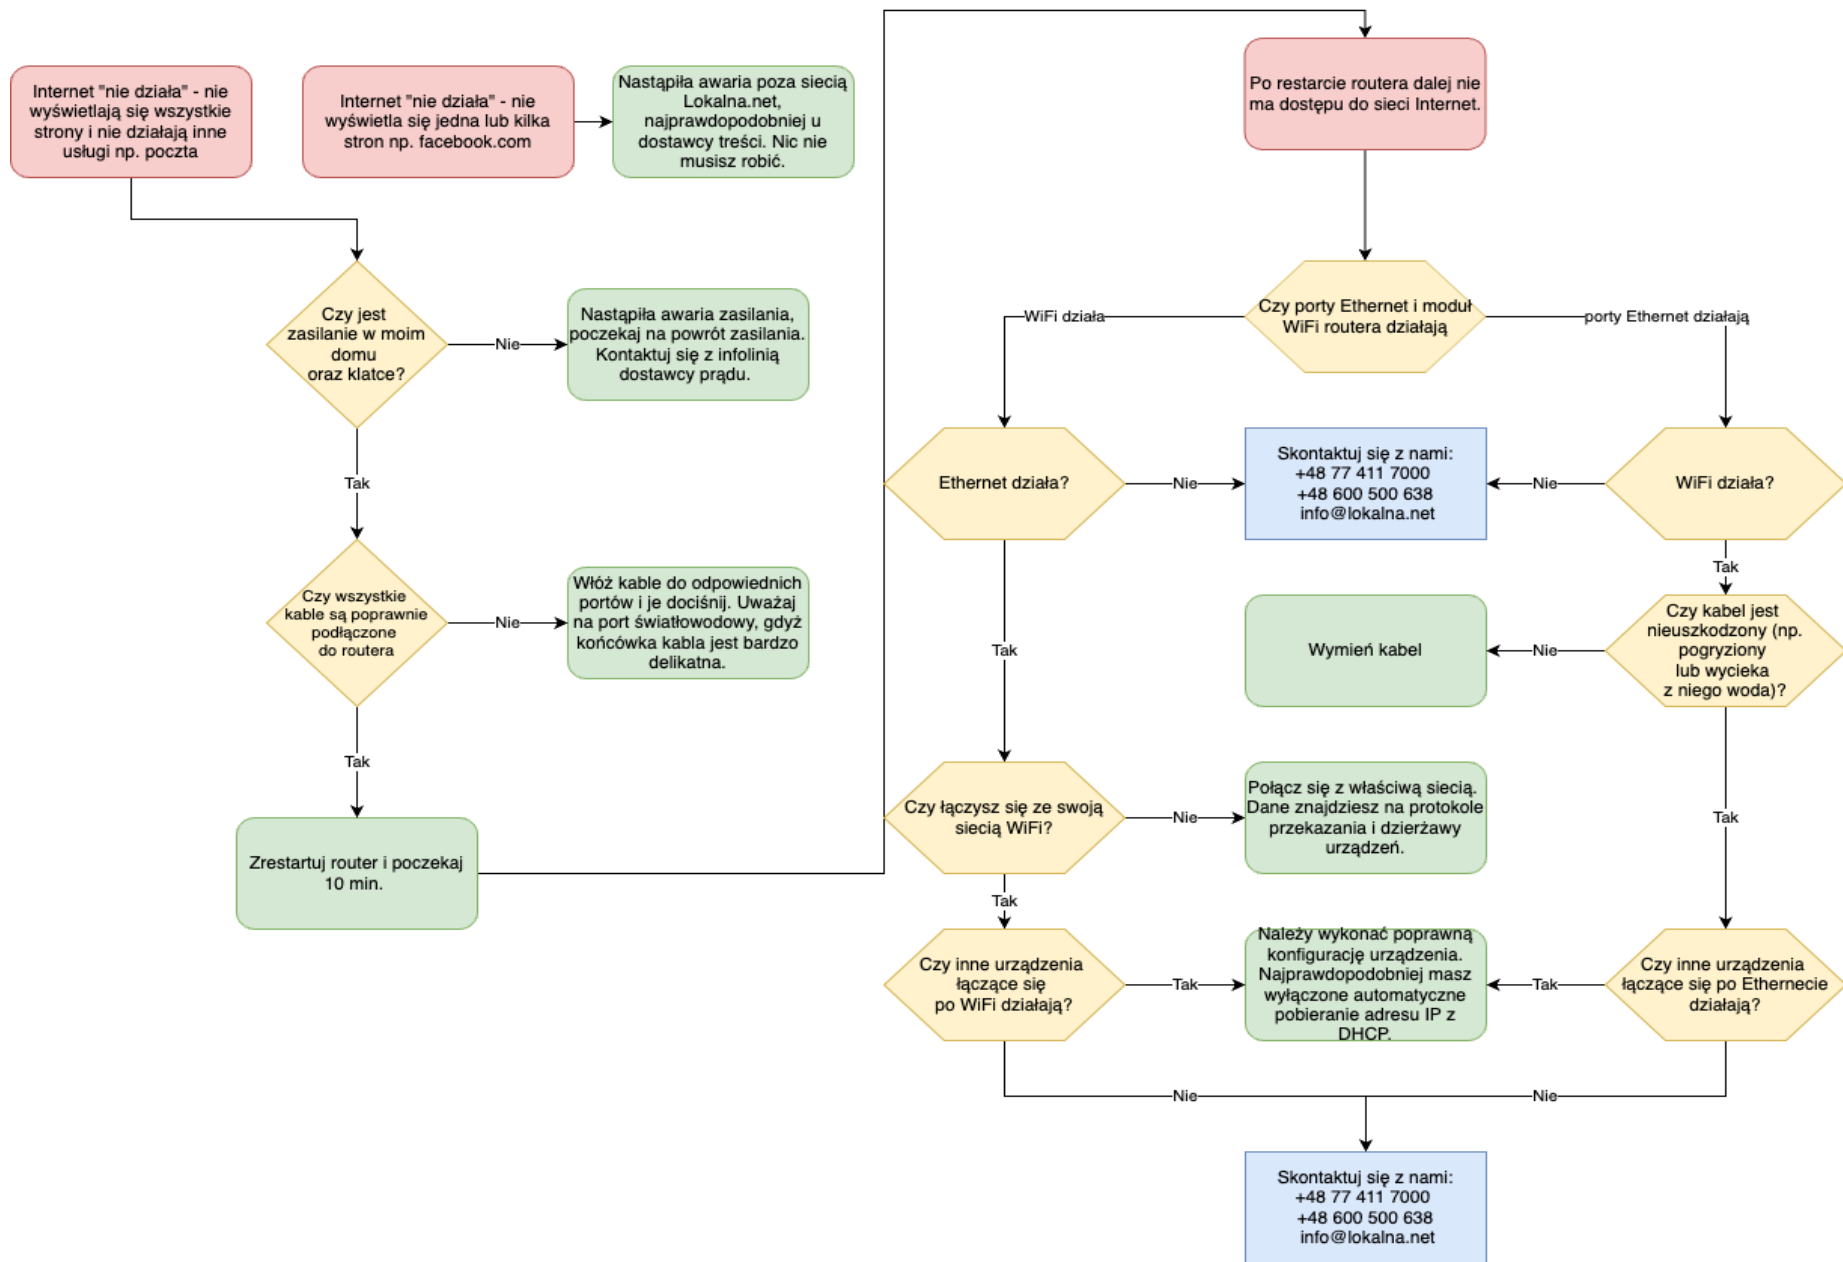 Internet "nie działa" - nie
wyświetlają się wszystkie
strony i nie działają inne
usługi np. poczta
Internet "nie działa" - nie
wyświetla się jedna lub kilka
stron np. facebook.com
Nastąpiła awaria poza siecią
Lokalna.net,
najprawdopodobniej u
dostawcy treści. Nic nie
musisz robić.
Czy jest
zasilanie w moim
domu
oraz klatce?
Nie
Nastąpiła awaria zasilania,
poczekaj na powrót zasilania.
Kontaktuj się z infolinią
dostawcy prądu.
Tak
Czy wszystkie
kable są poprawnie
podłączone
do routera
Nie
Włóż kable do odpowiednich
portów i je dociśnij. Uważaj
na port światłowodowy, gdyż
końcówka kabla jest bardzo
delikatna.
Tak
Zrestartuj router i poczekaj
10 min.
Po restarcie routera dalej nie
ma dostępu do sieci Internet.
Czy porty Ethernet i moduł
WiFi routera działają
WiFi działa
porty Ethernet działają
Ethernet działa?
Nie
Skontaktuj się z nami:
+48 77 411 7000
+48 600 500 638
info@lokalna.net
Nie
WiFi działa?
Tak
Tak
Wymień kabel
Nie
Czy kabel jest
nieuszkodzony (np.
pogryziony
lub wycieka
z niego woda)?
Czy łączysz się ze swoją
siecią WiFi?
Nie
Połącz się z właściwą siecią.
Dane znajdziesz na protokole
przekazania i dzierżawy
urządzeń.
Tak
Tak
Czy inne urządzenia
łączące się
po WiFi działają?
Tak
Należy wykonać poprawną
konfigurację urządzenia.
Najprawdopodobniej masz
wyłączone automatyczne
pobieranie adresu IP z
DHCP.
Tak
Czy inne urządzenia
łączące się po Ethernecie
działają?
Nie
Nie
Skontaktuj się z nami:
+48 77 411 7000
+48 600 500 638
info@lokalna.net